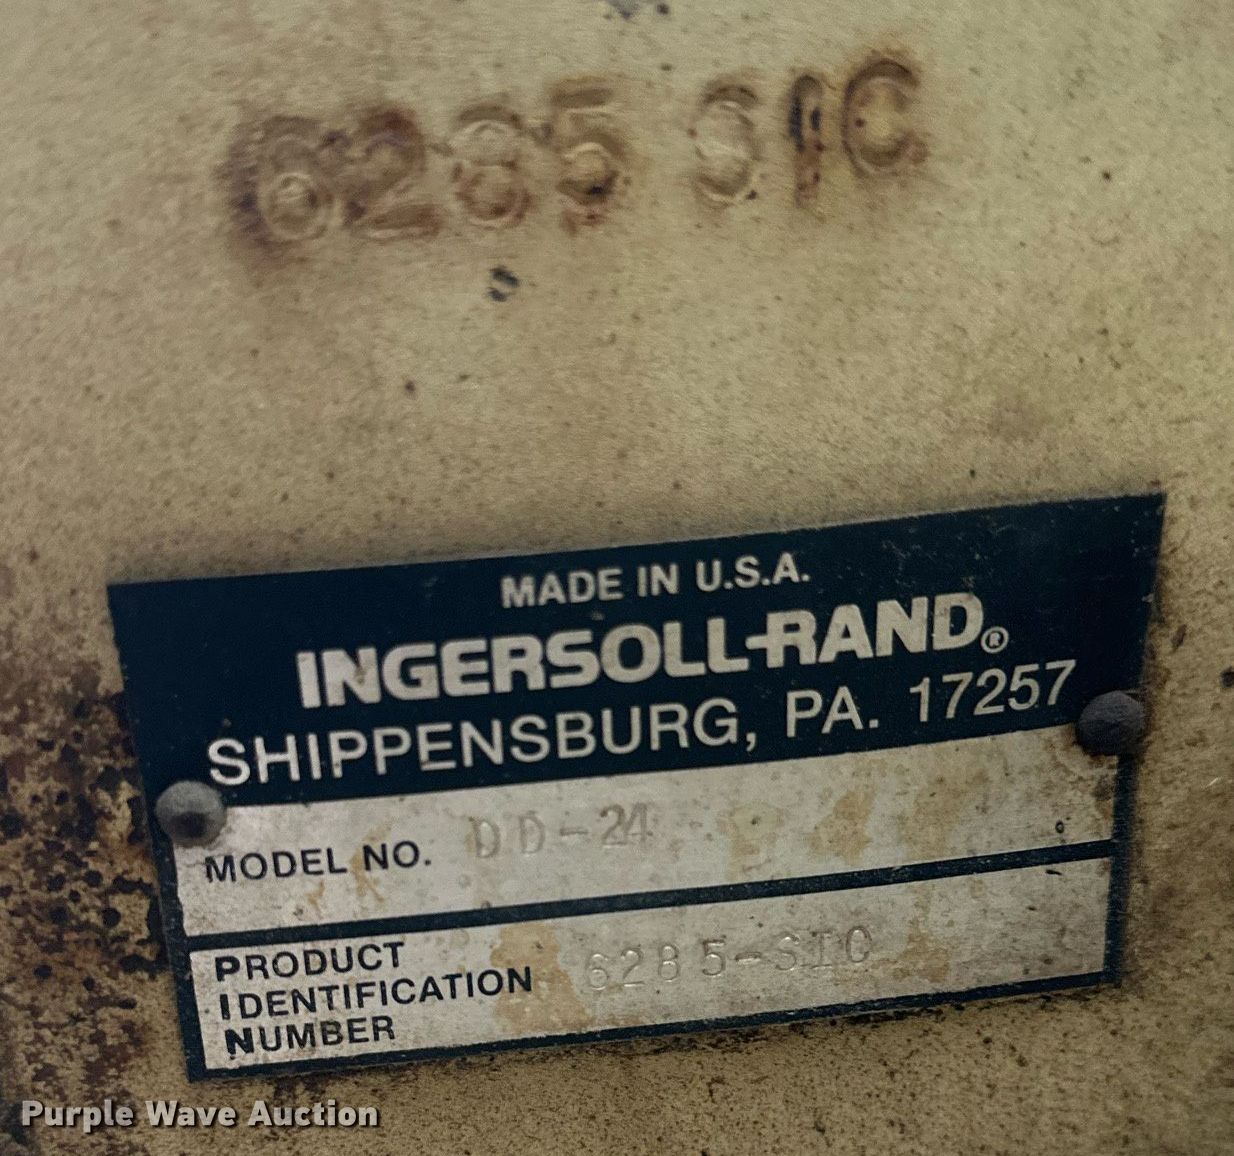 6285 SIC
MADE IN U.S.A.
INGERSOLL-RAND®
SHIPPENSBURG, PA. 17257
MODEL NO. DD-24
PRODUCT
IDENTIFICATION 6285-SIC
NUMBER
Purple Wave Auction